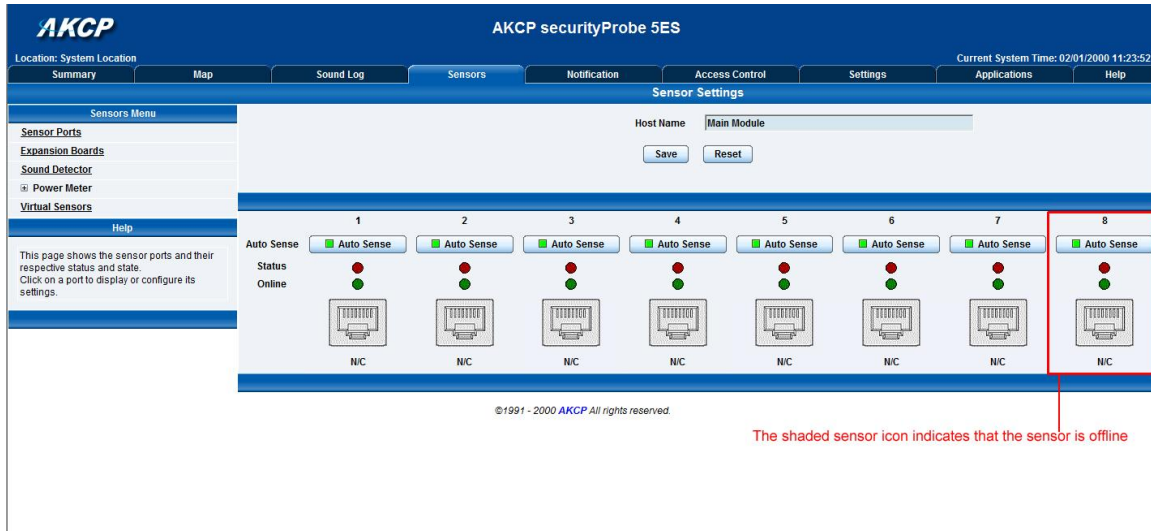 AKCP
AKCP securityProbe 5ES
Location: System Location
Current System Time: 02/01/2000 11:23:52
Summary Map Sound Log Sensors Notification Access Control Settings Applications Help
Sensor Settings
Sensors Menu
Sensor Ports
Expansion Boards
Sound Detector
Power Meter
Virtual Sensors
Help
This page shows the sensor ports and their
respective status and state.
Click on a port to display or configure its
settings.
Host Name Main Module
Save Reset
1 2 3 4 5 6 7 8
Auto Sense Auto Sense Auto Sense Auto Sense Auto Sense Auto Sense Auto Sense Auto Sense Auto Sense
Status
Online
N/C N/C N/C N/C N/C N/C N/C N/C
©1991 - 2000 AKCP All rights reserved.
The shaded sensor icon indicates that the sensor is offline